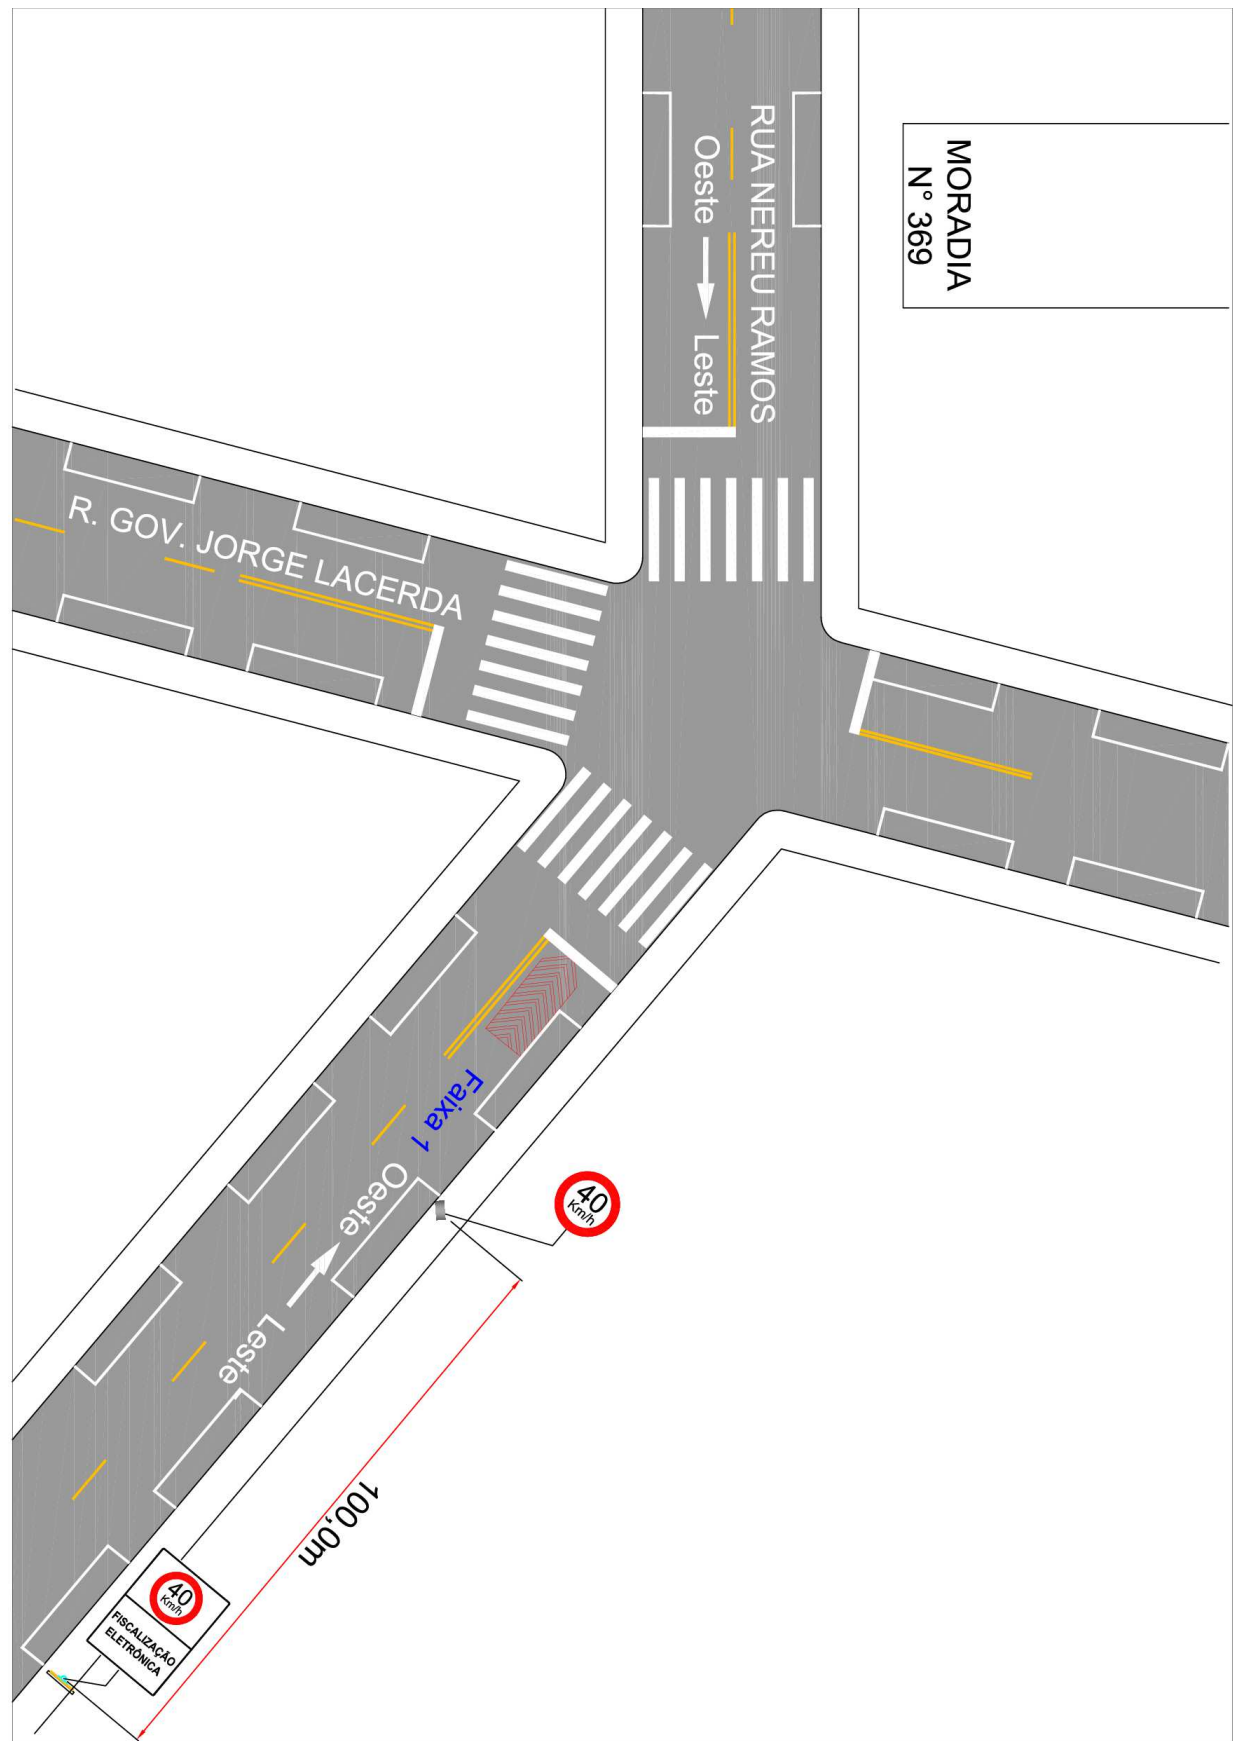 MORADIA
N° 369
RUA NEREU RAMOS
Oeste Leste
R. GOV. JORGE LACERDA
Faixa 1
Oeste
Leste
40
Km/h
100,0m
40
Km/h
FISCALIZAÇÃO
ELETRÔNICA